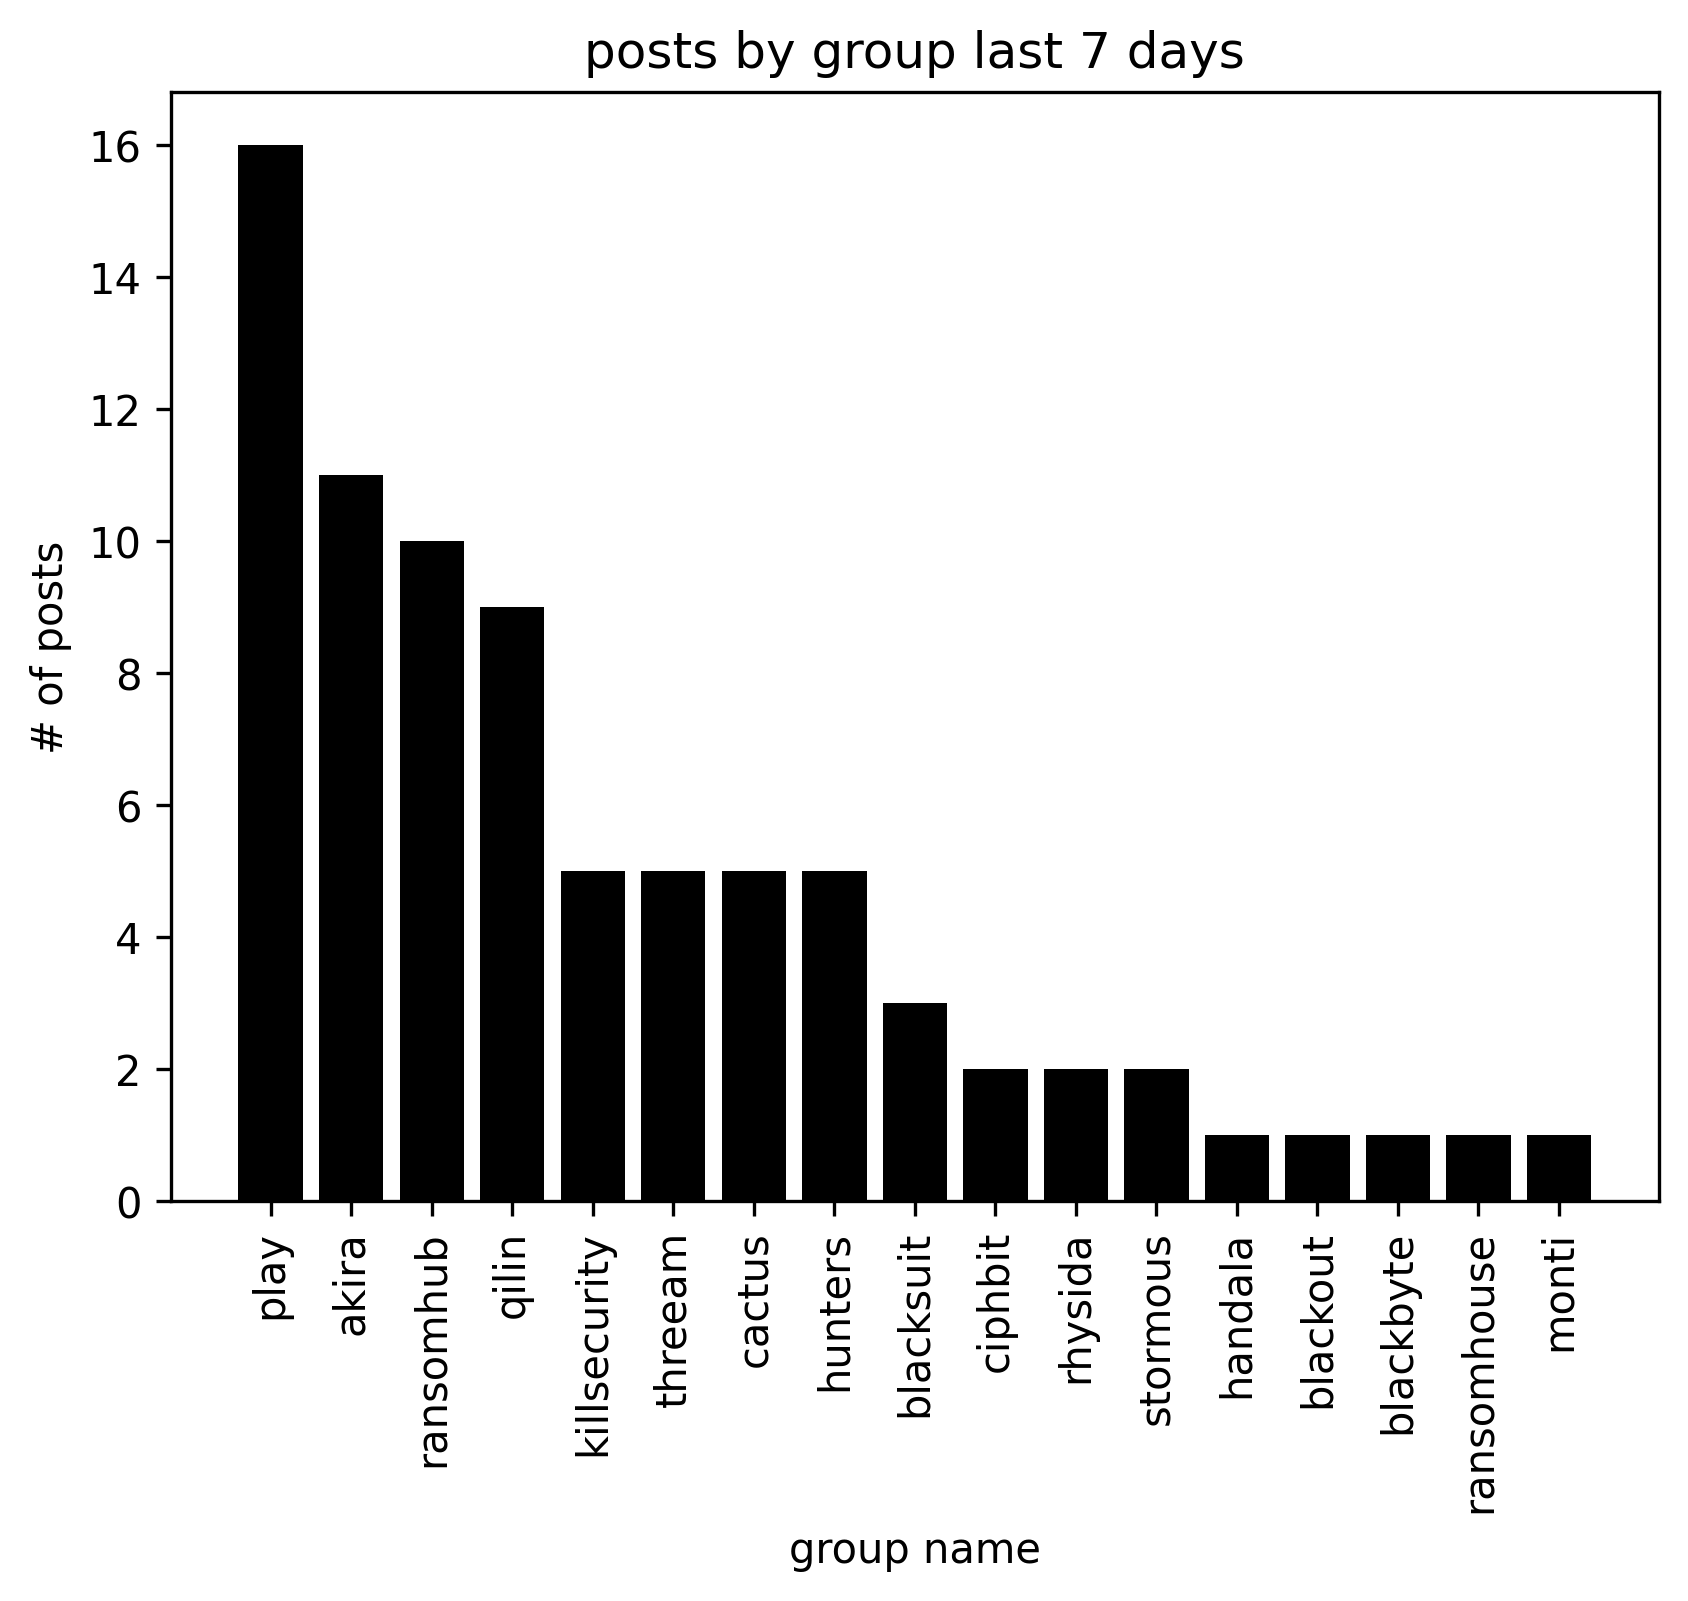 posts by group last 7 days
16
14
12
10
8
6
4
2
0
# of posts
play
akira
ransomhub
qilin
killsecurity
threeam
cactus
hunters
blacksuit
ciphbit
rhysida
stormous
handala
blackout
blackbyte
ransomhouse
monti
group name